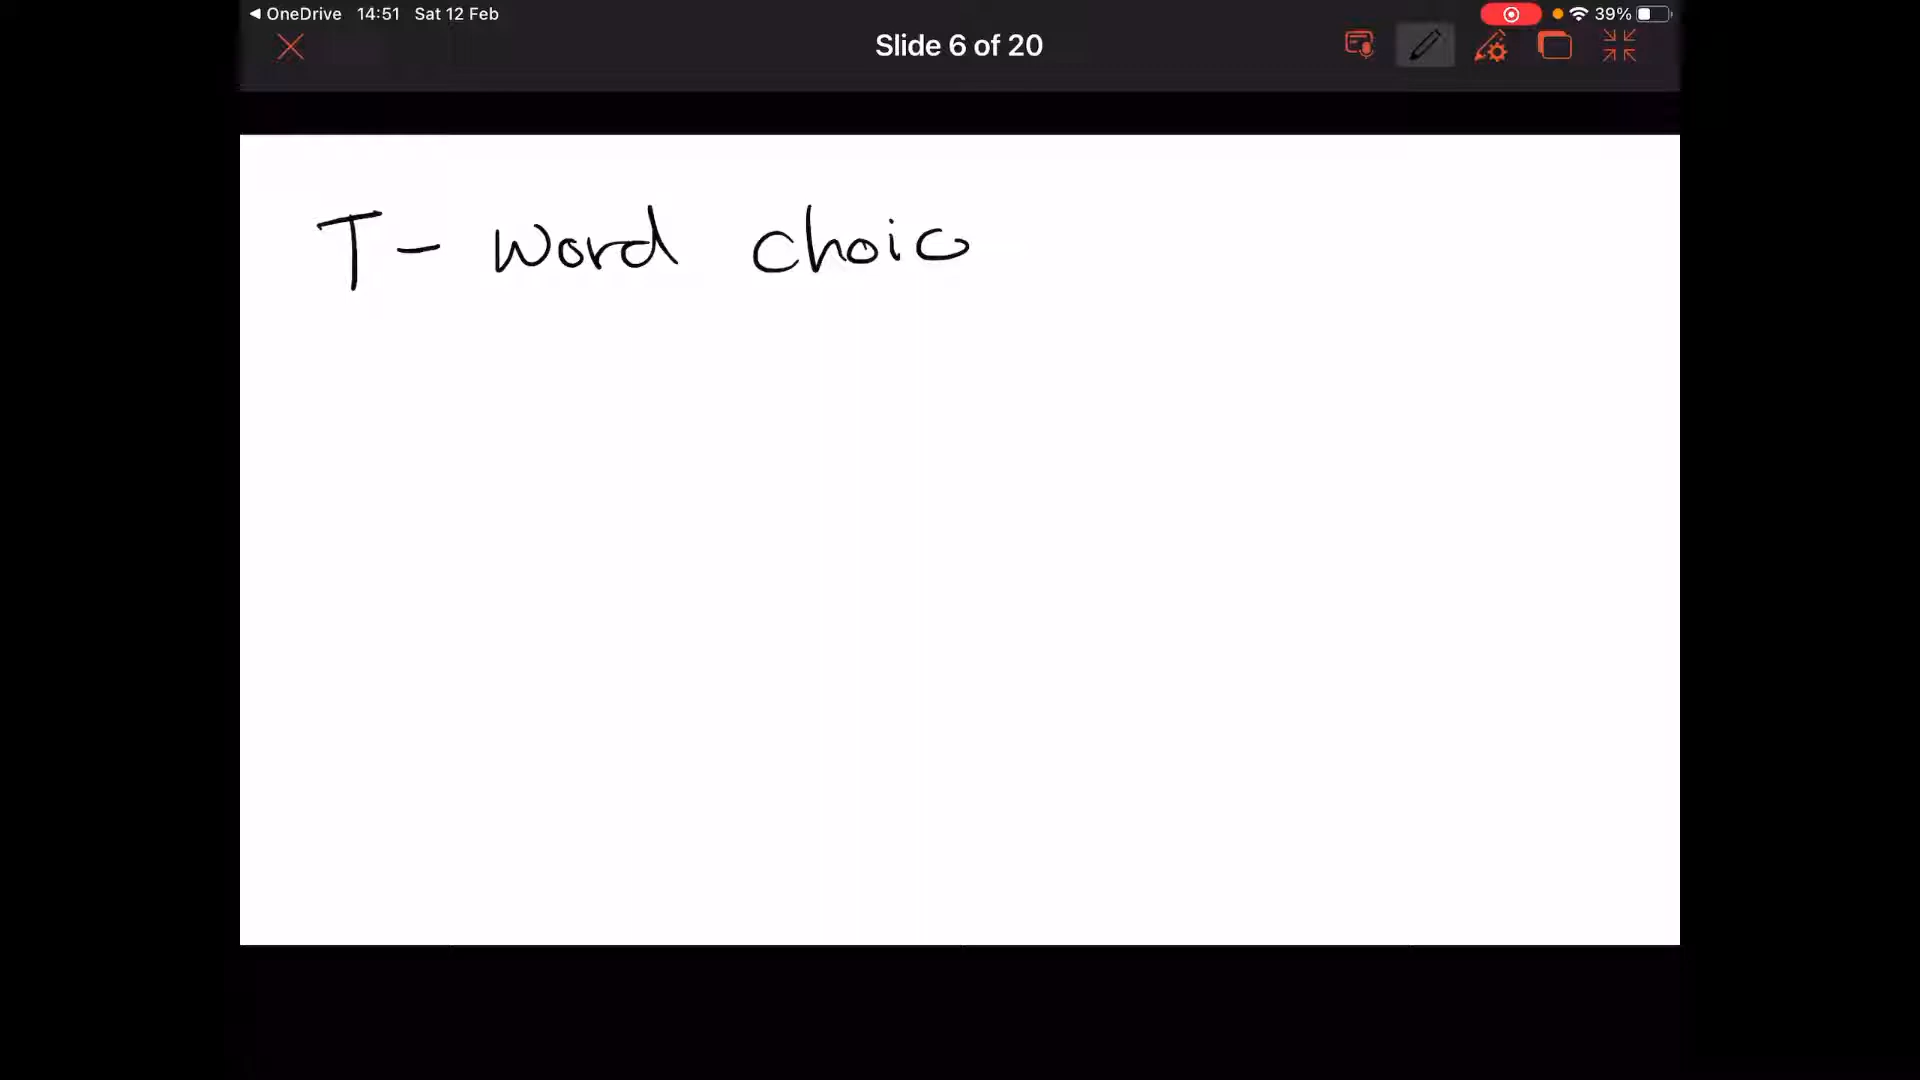 ◀ OneDrive 14:51 Sat 12 Feb 39%
Slide 6 of 20
T- word choic